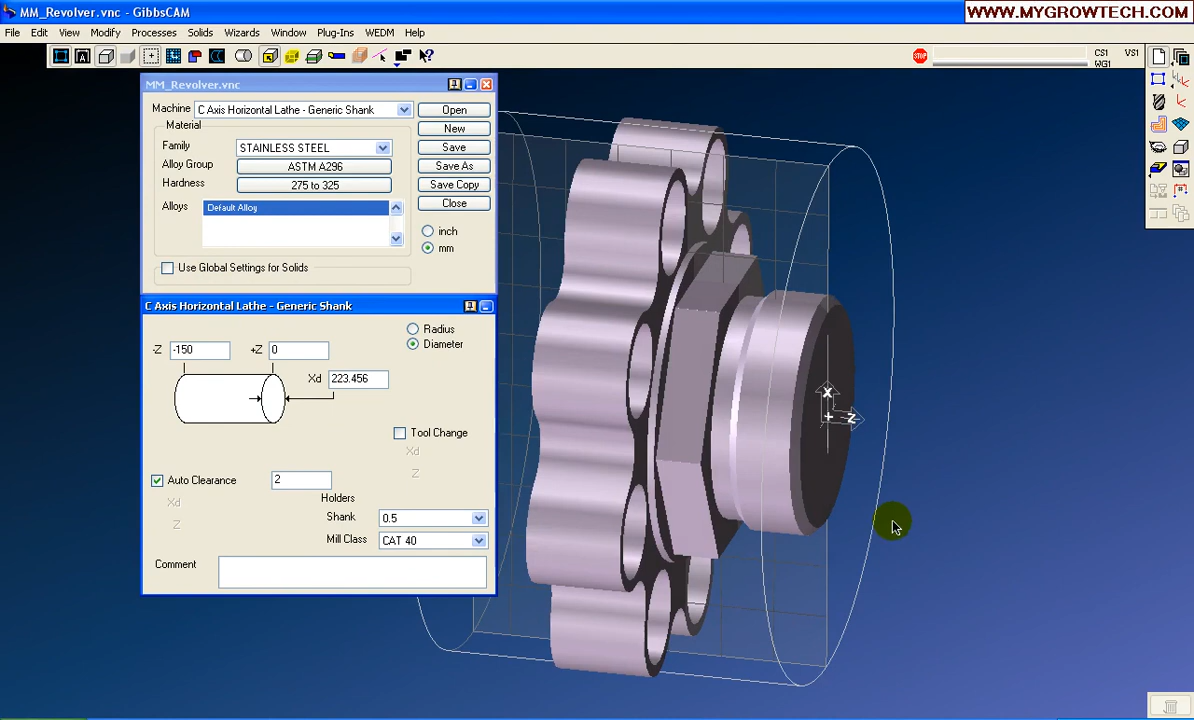 MM_Revolver.vnc - GibbsCAM
WWW.MYGROWTECH.COM
File Edit View Modify Processes Solids Wizards Window Plug-Ins WEDM Help
CS1 VS1
WG1
MM_Revolver.vnc
Machine C Axis Horizontal Lathe - Generic Shank Open
Material New
Family STAINLESS STEEL Save
Alloy Group ASTM A296 Save As
Hardness 275 to 325 Save Copy
Alloys Default Alloy Close
inch
mm
Use Global Settings for Solids
C Axis Horizontal Lathe - Generic Shank
Radius
Diameter
-Z -150 +Z 0
Xd 223.456
Tool Change
Xd
Z
Auto Clearance 2
Xd
Z
Holders
Shank 0.5
Mill Class CAT 40
Comment
X
Z
STOP